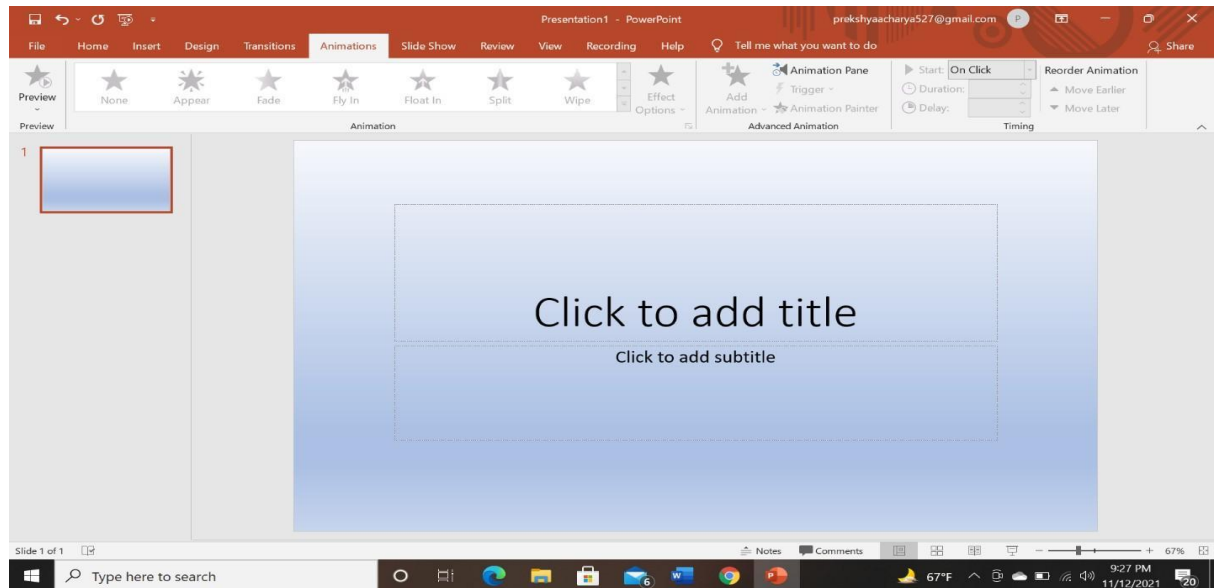 Presentation1 - PowerPoint
prekshyaacharya527@gmail.com
P
File Home Insert Design Transitions Animations Slide Show Review View Recording Help Tell me what you want to do
Share
Preview
None Appear Fade Fly In Float In Split Wipe
Effect Options
Add Animation
Animation Pane
Trigger
Animation Painter
Start: On Click
Duration:
Delay:
Reorder Animation
Move Earlier
Move Later
Preview Animation Advanced Animation Timing
1
Click to add title
Click to add subtitle
Slide 1 of 1
Notes Comments
67%
Type here to search
6
W
P
67°F
9:27 PM
11/12/2021
20